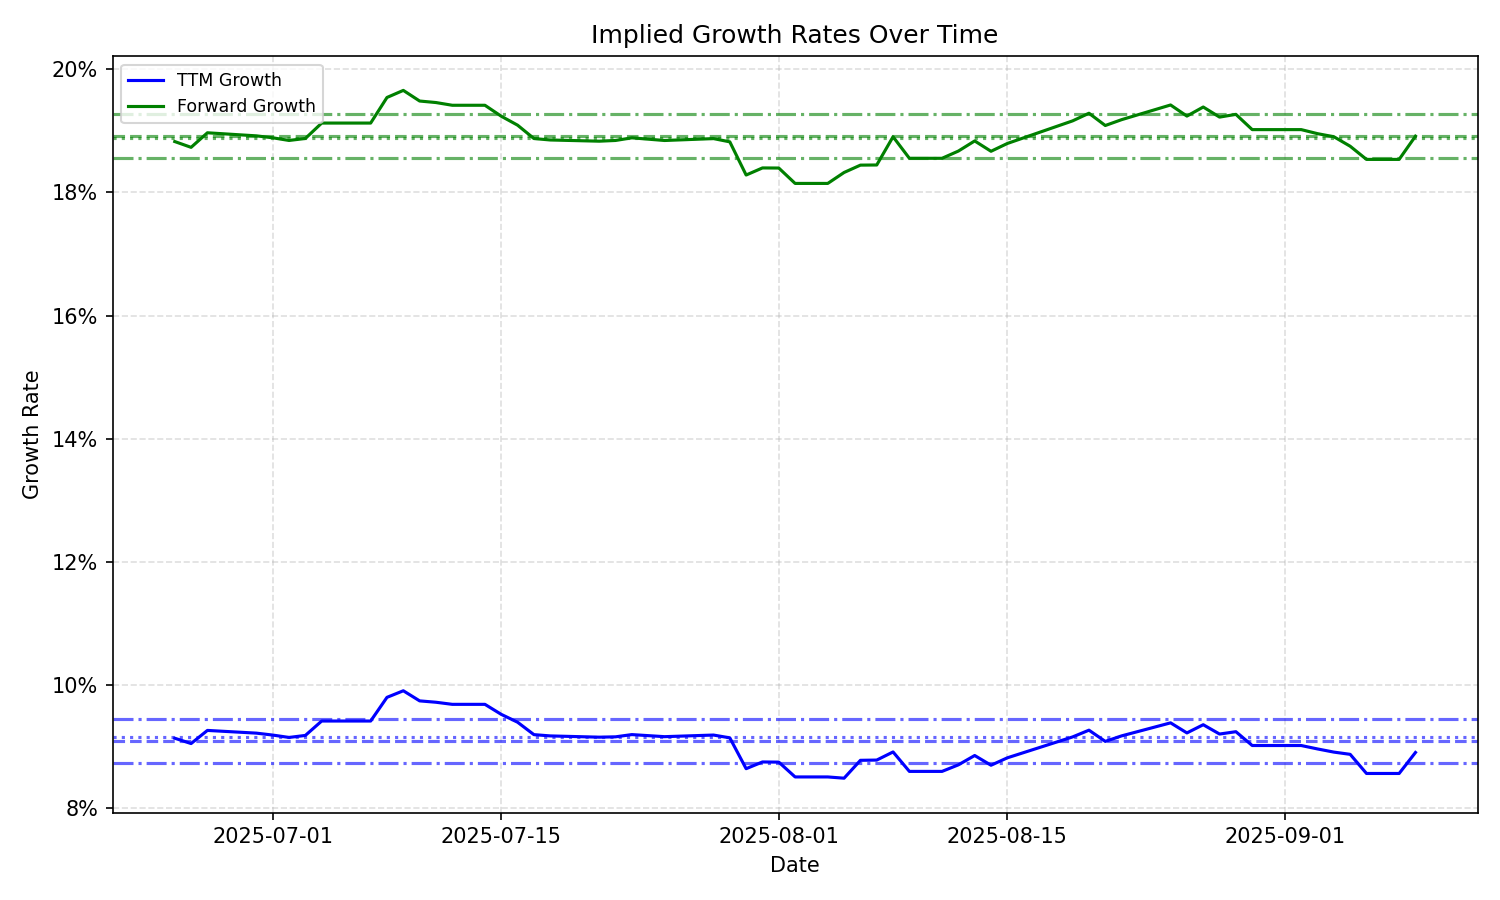 Implied Growth Rates Over Time
TTM Growth
Forward Growth
20%
18%
16%
14%
12%
10%
8%
Growth Rate
2025-07-01
2025-07-15
2025-08-01
2025-08-15
2025-09-01
Date